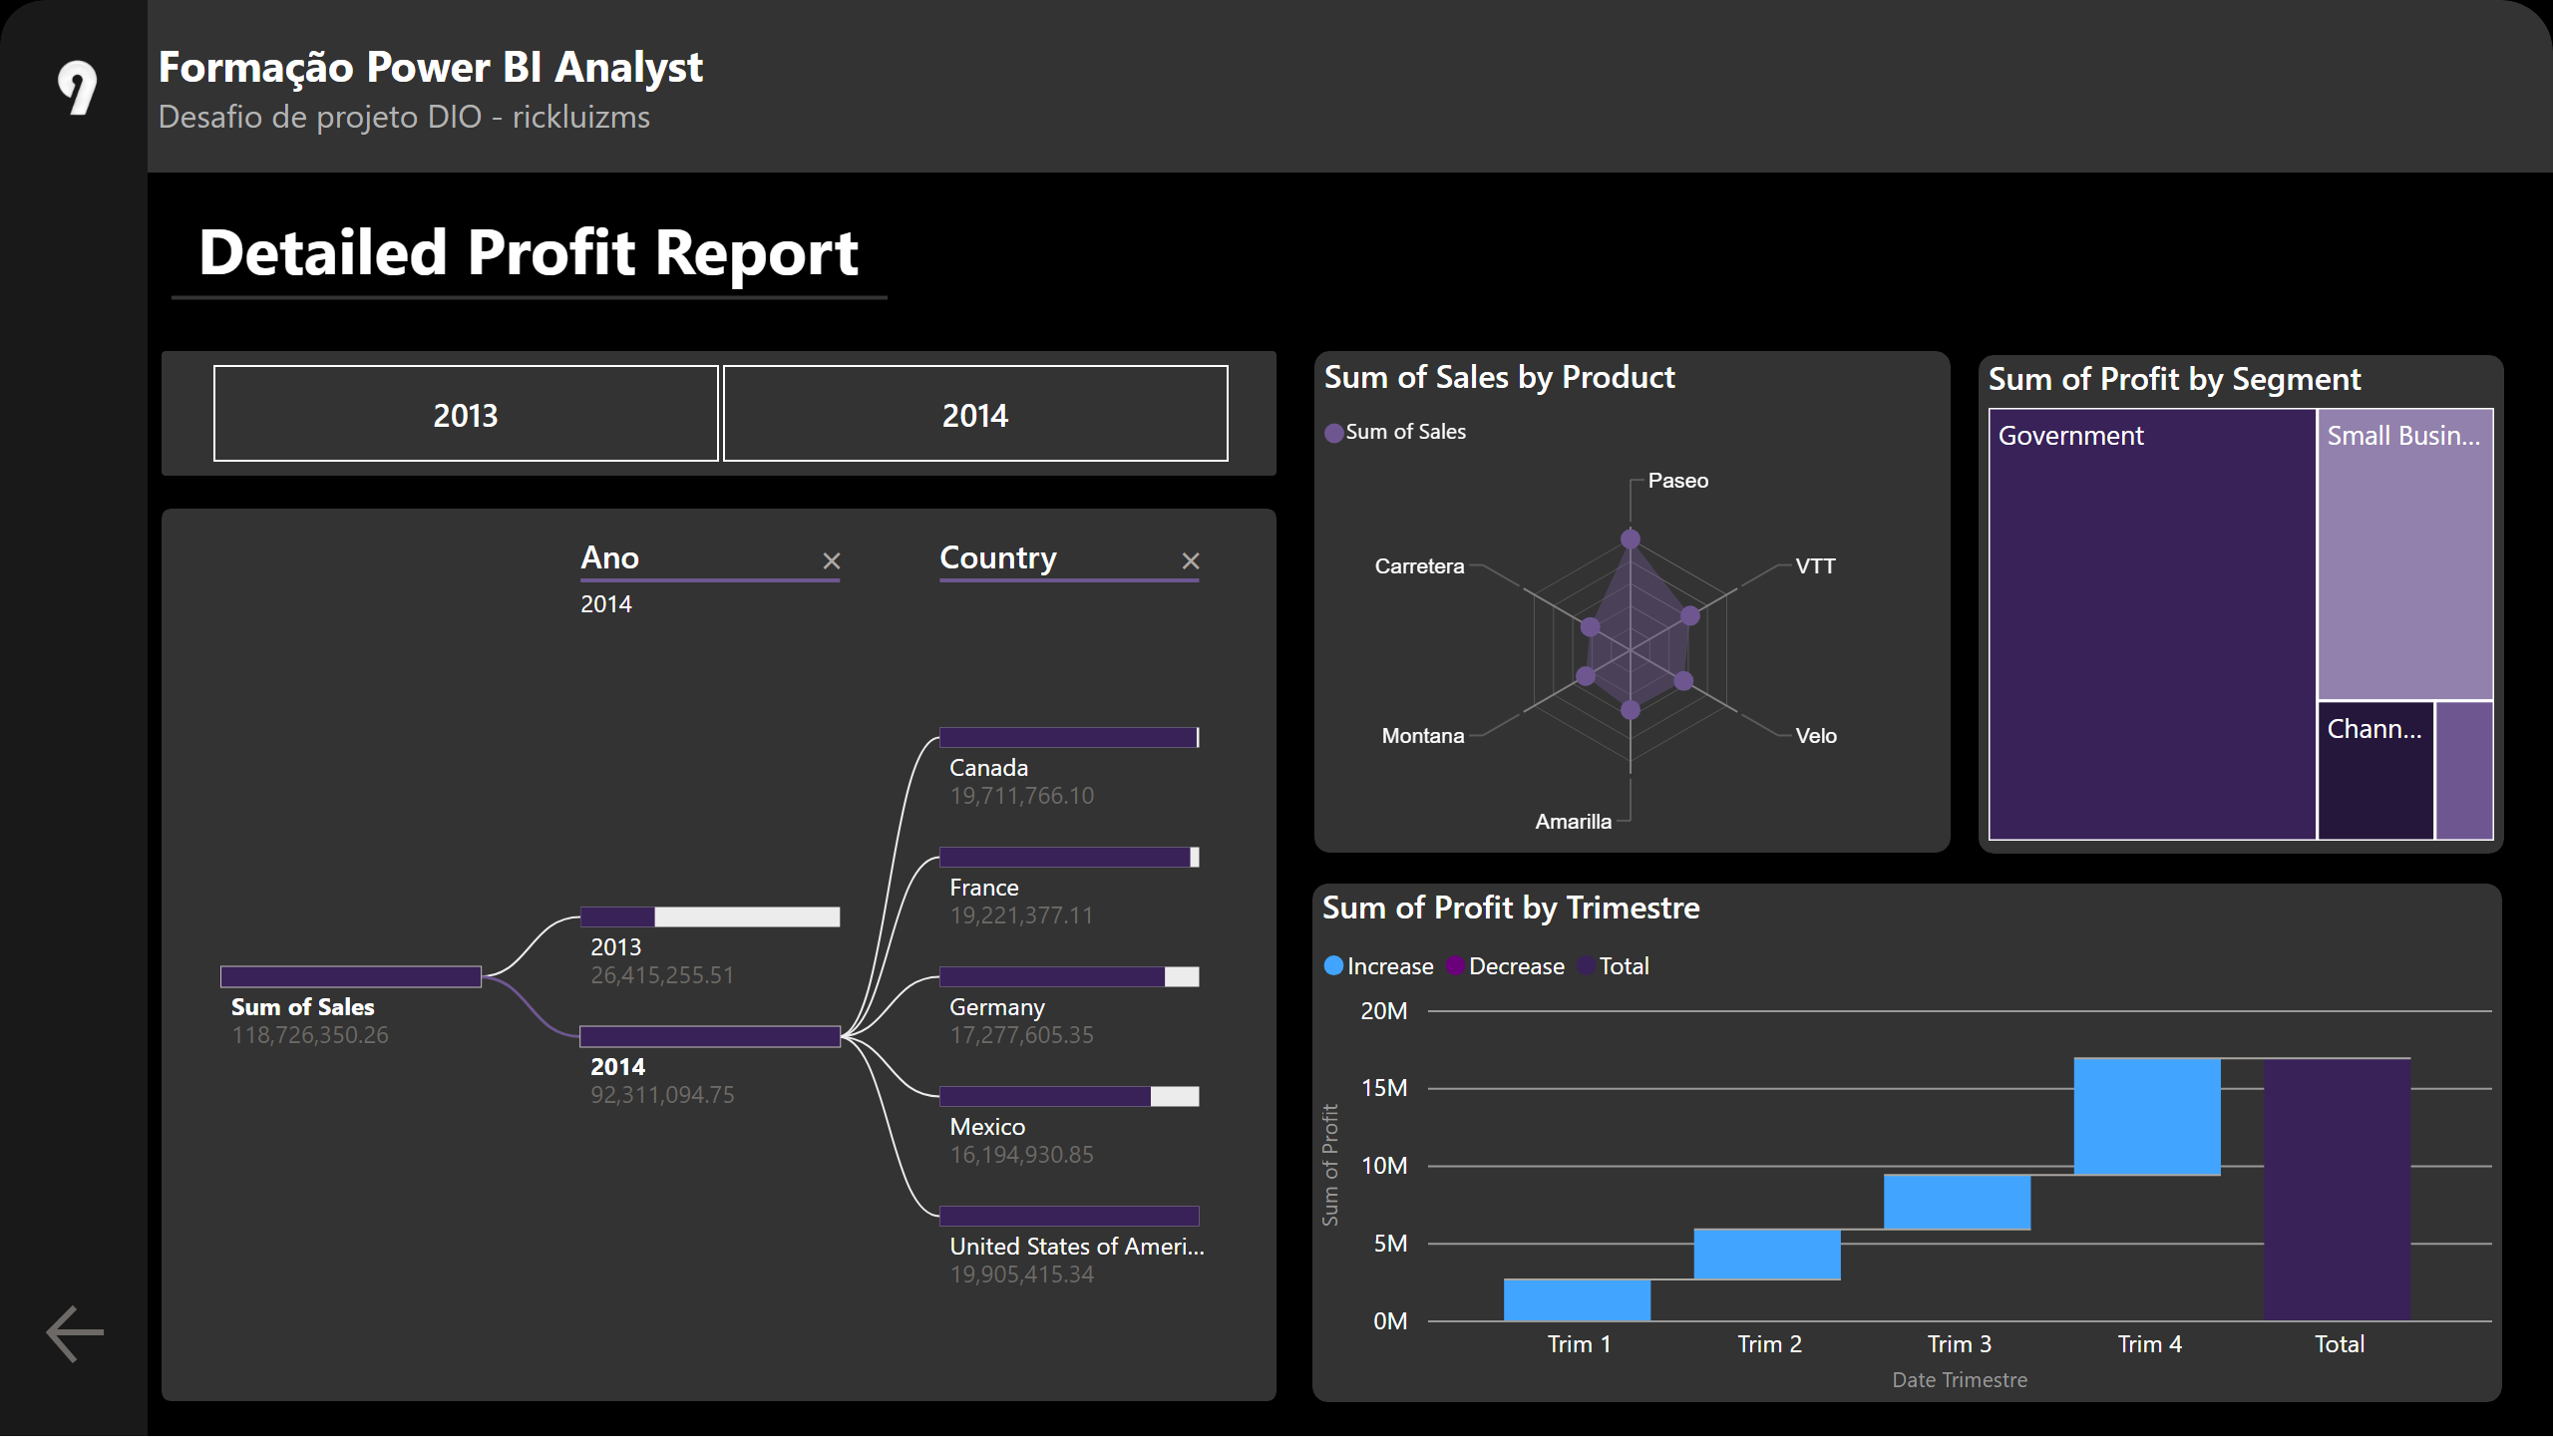 Formação Power BI Analyst
Desafio de projeto DIO - rickluizms
Detailed Profit Report
2013
2014
Ano
2014
Country
Sum of Sales
118,726,350.26
2013
26,415,255.51
2014
92,311,094.75
Canada
19,711,766.10
France
19,221,377.11
Germany
17,277,605.35
Mexico
16,194,930.85
United States of Ameri...
19,905,415.34
Sum of Sales by Product
Sum of Sales
Paseo
VTT
Velo
Amarilla
Montana
Carretera
Sum of Profit by Segment
Government
Small Busin...
Chann...
Sum of Profit by Trimestre
Increase Decrease Total
Sum of Profit
20M
15M
10M
5M
0M
Trim 1 Trim 2 Trim 3 Trim 4 Total
Date Trimestre